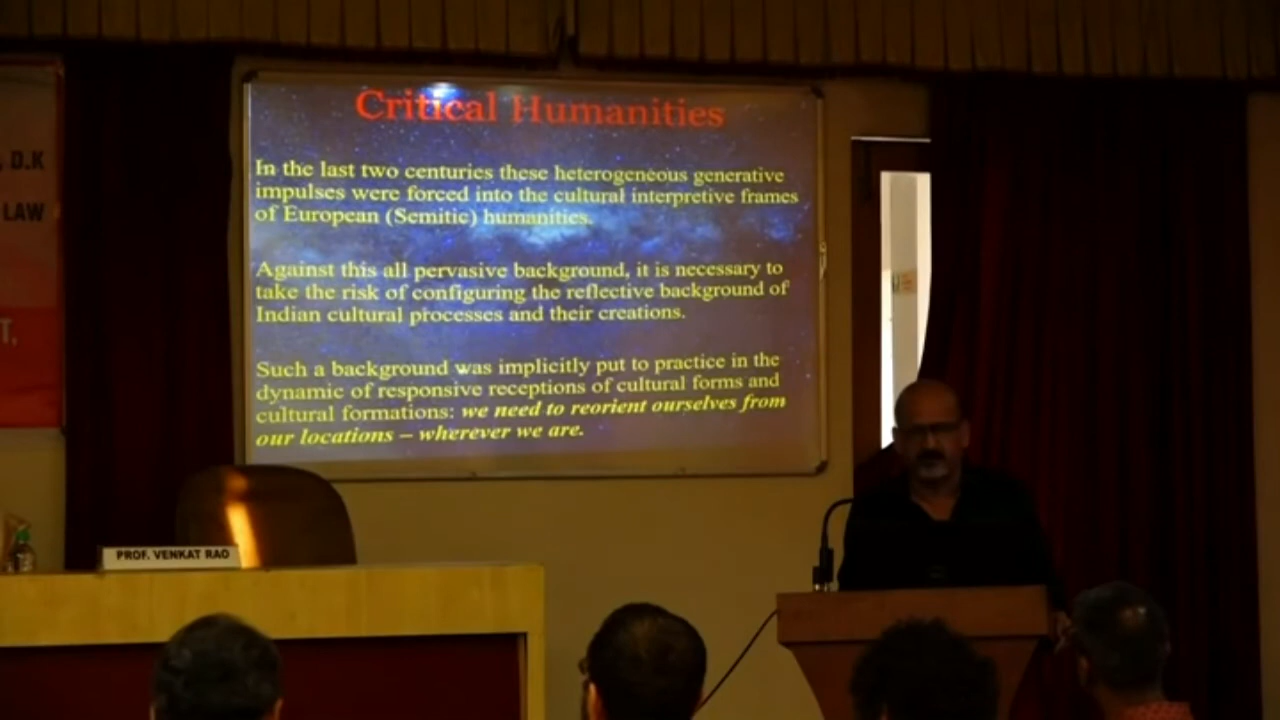 , D.K
LAW
T,
Critical Humanities
In the last two centuries these heterogeneous generative
impulses were forced into the cultural interpretive frames
of European (Semitic) humanities.
Against this all pervasive background, it is necessary to
take the risk of configuring the reflective background of
Indian cultural processes and their creations.
Such a background was implicitly put to practice in the
dynamic of responsive receptions of cultural forms and
cultural formations: we need to reorient ourselves from
our locations – wherever we are.
PROF. VENKAT RAO